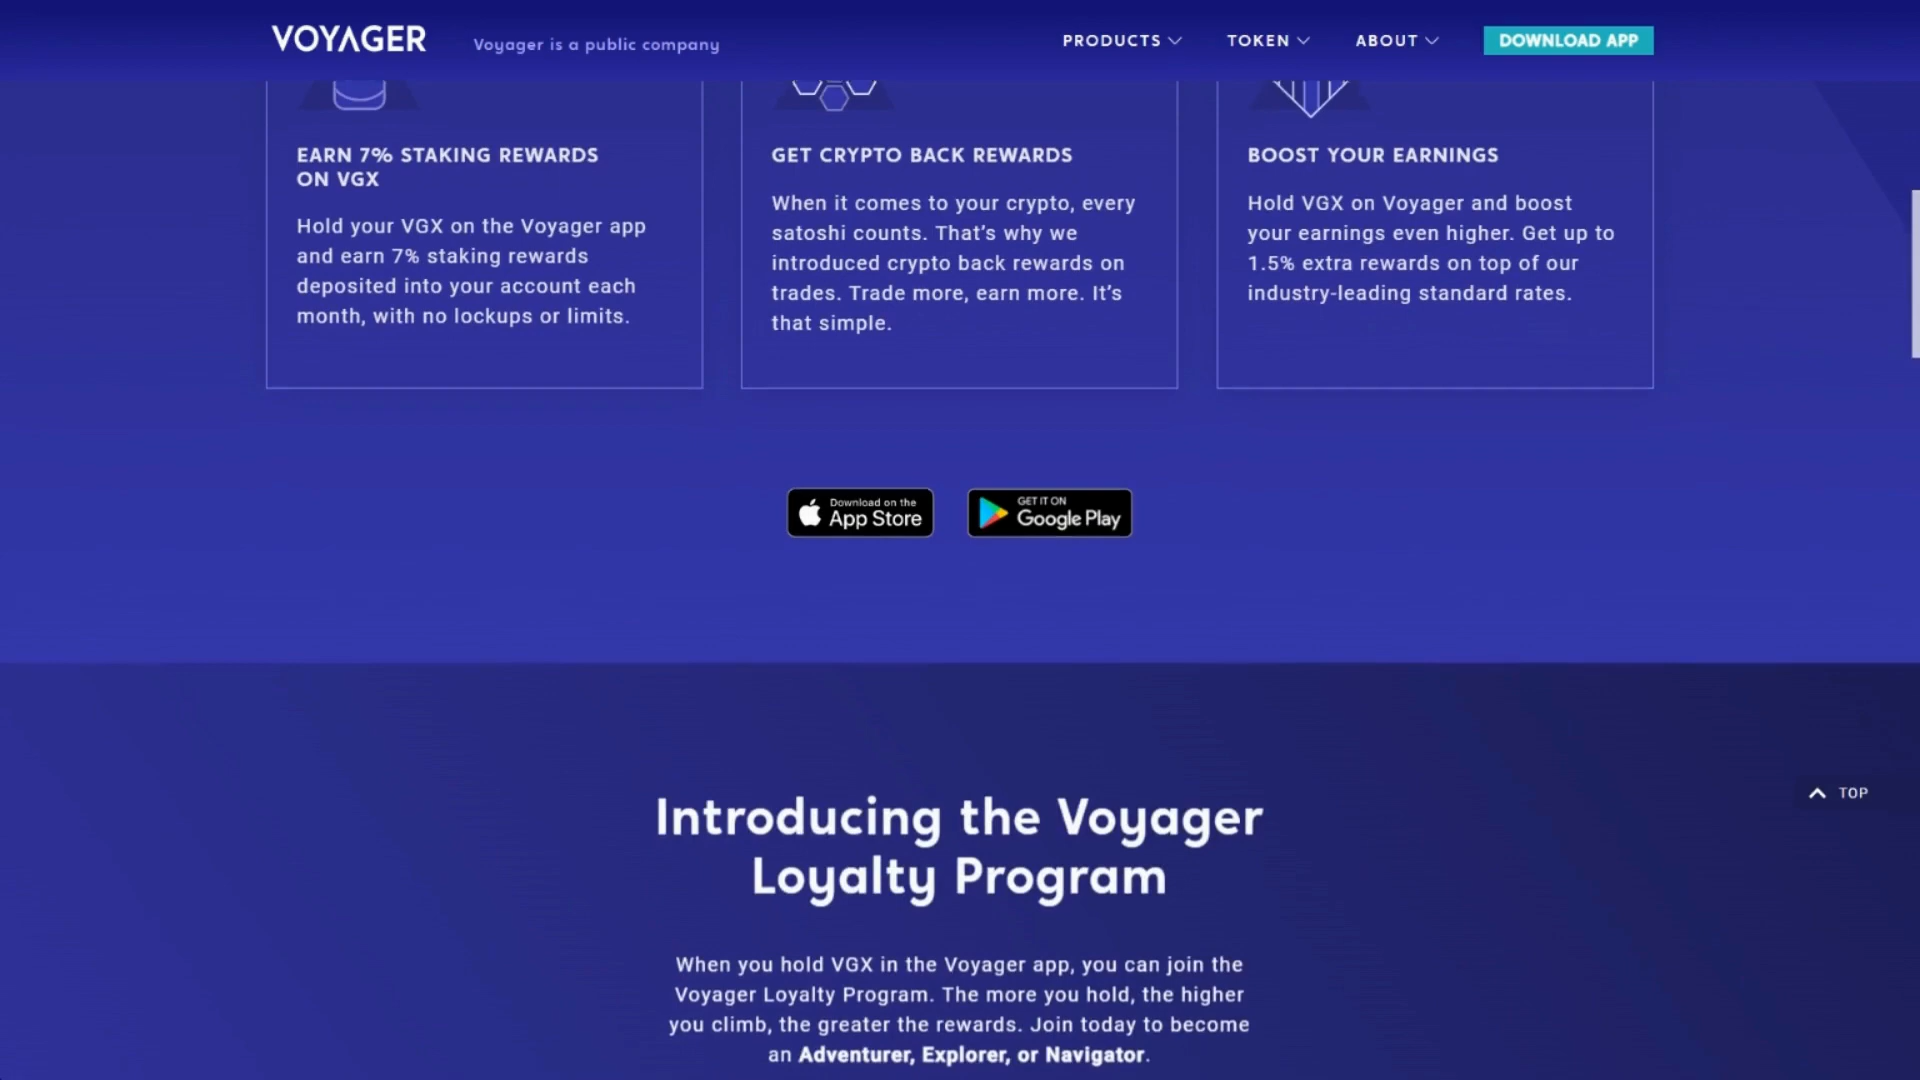 VOYAGER
Voyager is a public company
PRODUCTS
TOKEN
ABOUT
DOWNLOAD APP
EARN 7% STAKING REWARDS
ON VGX
Hold your VGX on the Voyager app
and earn 7% staking rewards
deposited into your account each
month, with no lockups or limits.
GET CRYPTO BACK REWARDS
When it comes to your crypto, every
satoshi counts. That’s why we
introduced crypto back rewards on
trades. Trade more, earn more. It’s
that simple.
BOOST YOUR EARNINGS
Hold VGX on Voyager and boost
your earnings even higher. Get up to
1.5% extra rewards on top of our
industry-leading standard rates.
Download on the
App Store
GET IT ON
Google Play
TOP
Introducing the Voyager
Loyalty Program
When you hold VGX in the Voyager app, you can join the
Voyager Loyalty Program. The more you hold, the higher
you climb, the greater the rewards. Join today to become
an Adventurer, Explorer, or Navigator.